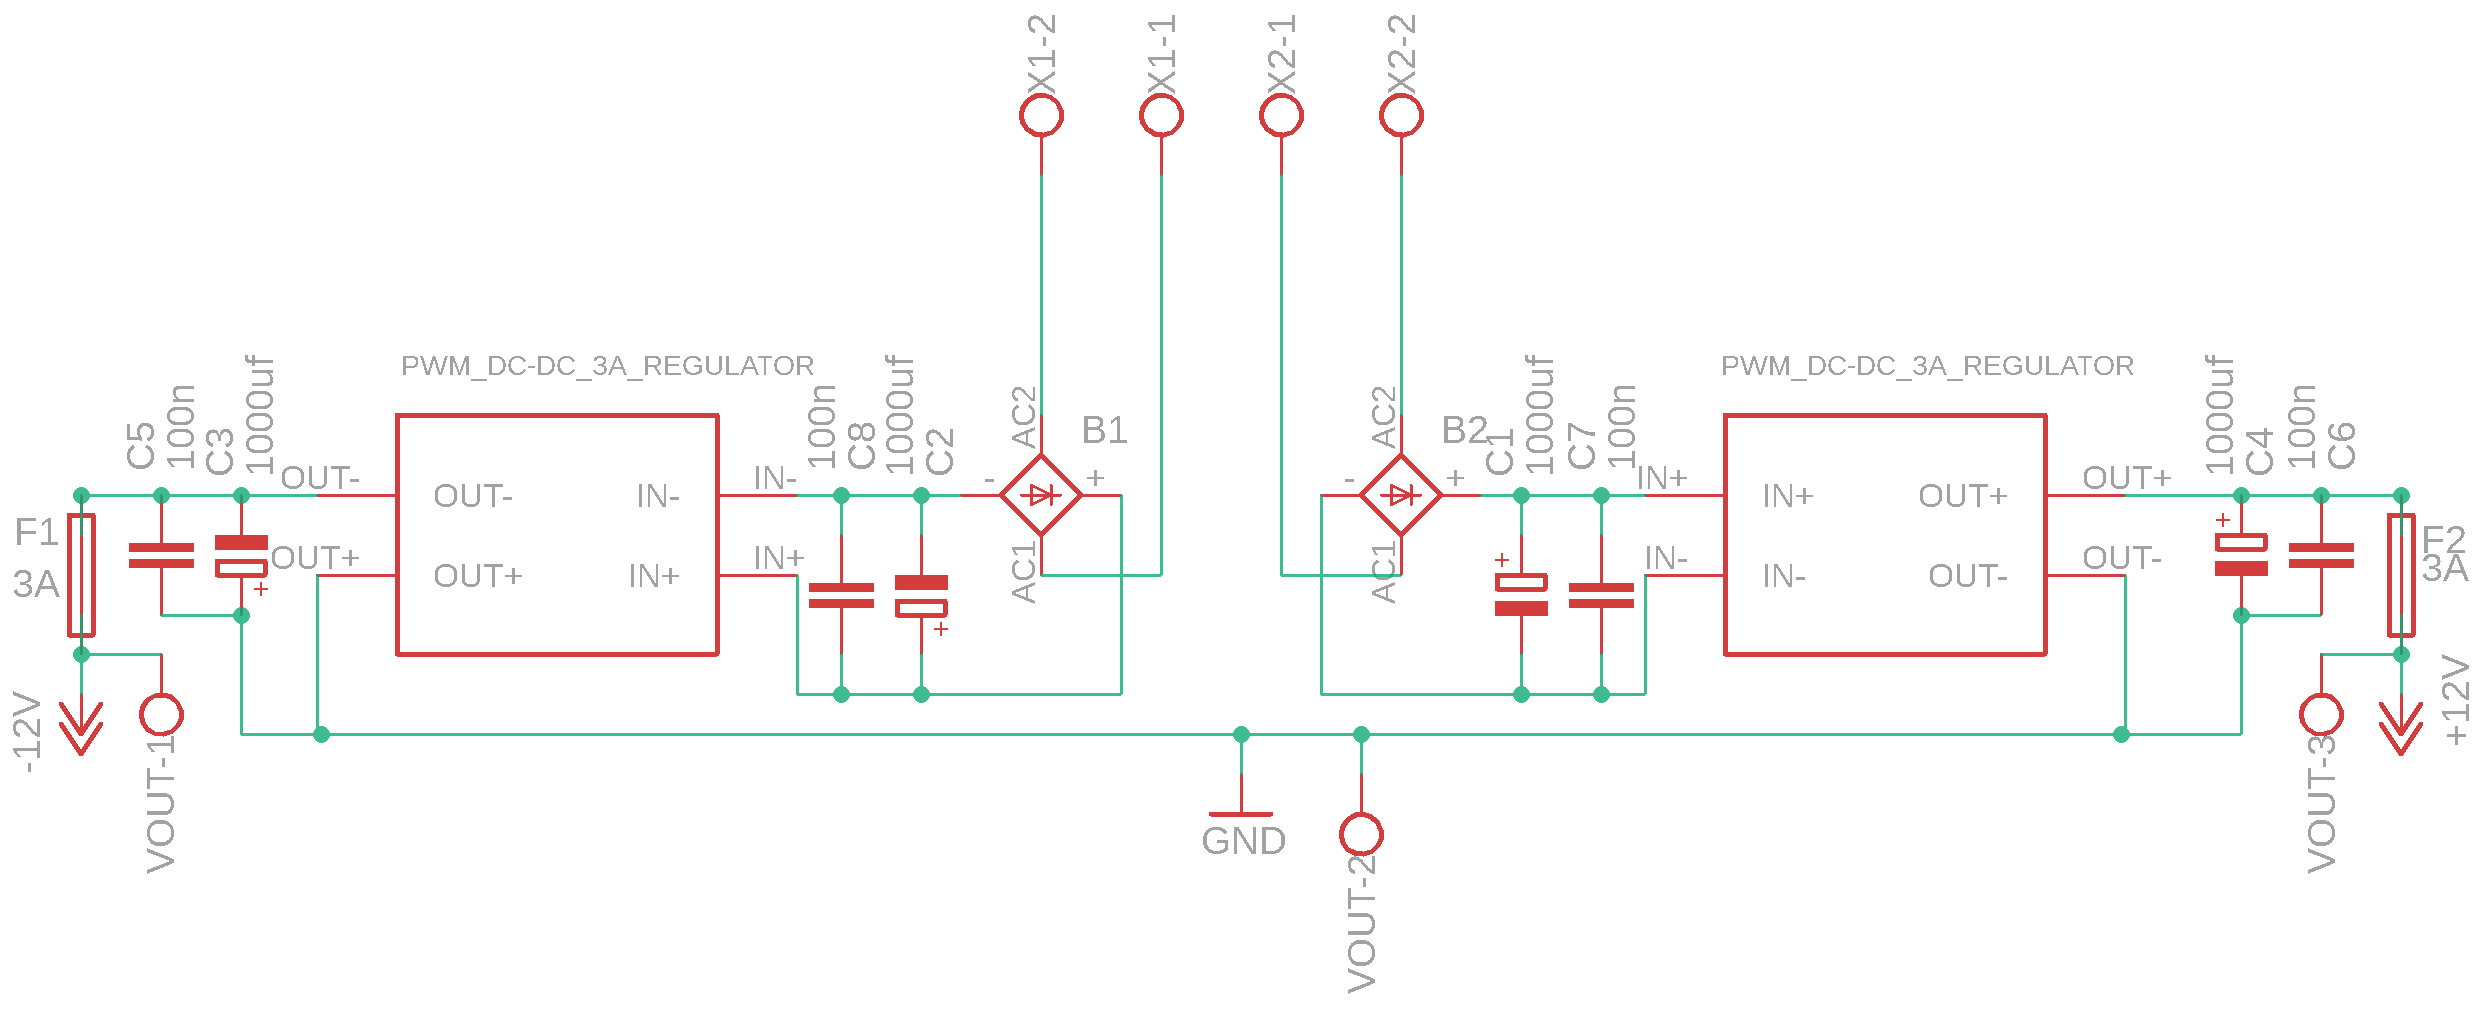 X1-2
X1-1
X2-1
X2-2
PWM_DC-DC_3A_REGULATOR
PWM_DC-DC_3A_REGULATOR
C5
100n
C3
1000uf
OUT-
OUT+
OUT-
OUT+
IN-
IN+
IN-
IN+
100n
C8
1000uf
C2
AC2
AC1
B1
-
+
AC2
AC1
B2
-
+
C1
1000uf
C7
100n
IN+
IN-
IN+
IN-
OUT+
OUT-
OUT+
OUT-
1000uf
C4
100n
C6
+
+
+
+
F1
3A
F2
3A
-12V
VOUT-1
GND
VOUT-2
VOUT-3
+12V